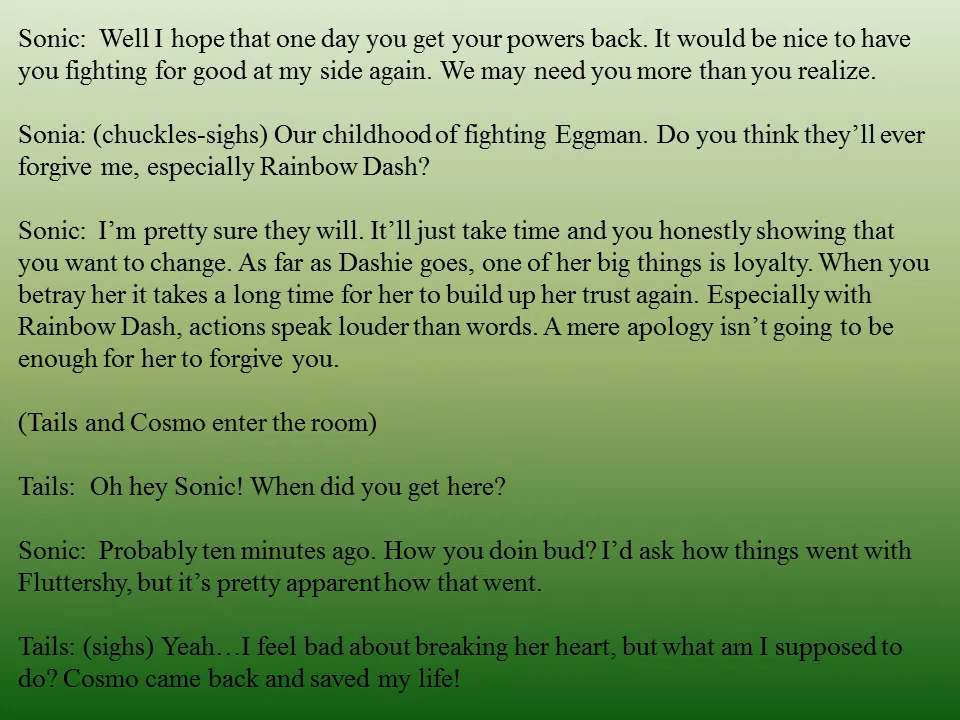 Sonic:  Well I hope that one day you get your powers back. It would be nice to have
you fighting for good at my side again. We may need you more than you realize.
Sonia: (chuckles-sighs) Our childhood of fighting Eggman. Do you think they’ll ever
forgive me, especially Rainbow Dash?
Sonic:  I’m pretty sure they will. It’ll just take time and you honestly showing that
you want to change. As far as Dashie goes, one of her big things is loyalty. When you
betray her it takes a long time for her to build up her trust again. Especially with
Rainbow Dash, actions speak louder than words. A mere apology isn’t going to be
enough for her to forgive you.
(Tails and Cosmo enter the room)
Tails:  Oh hey Sonic! When did you get here?
Sonic:  Probably ten minutes ago. How you doin bud? I’d ask how things went with
Fluttershy, but it’s pretty apparent how that went.
Tails: (sighs) Yeah…I feel bad about breaking her heart, but what am I supposed to
do? Cosmo came back and saved my life!